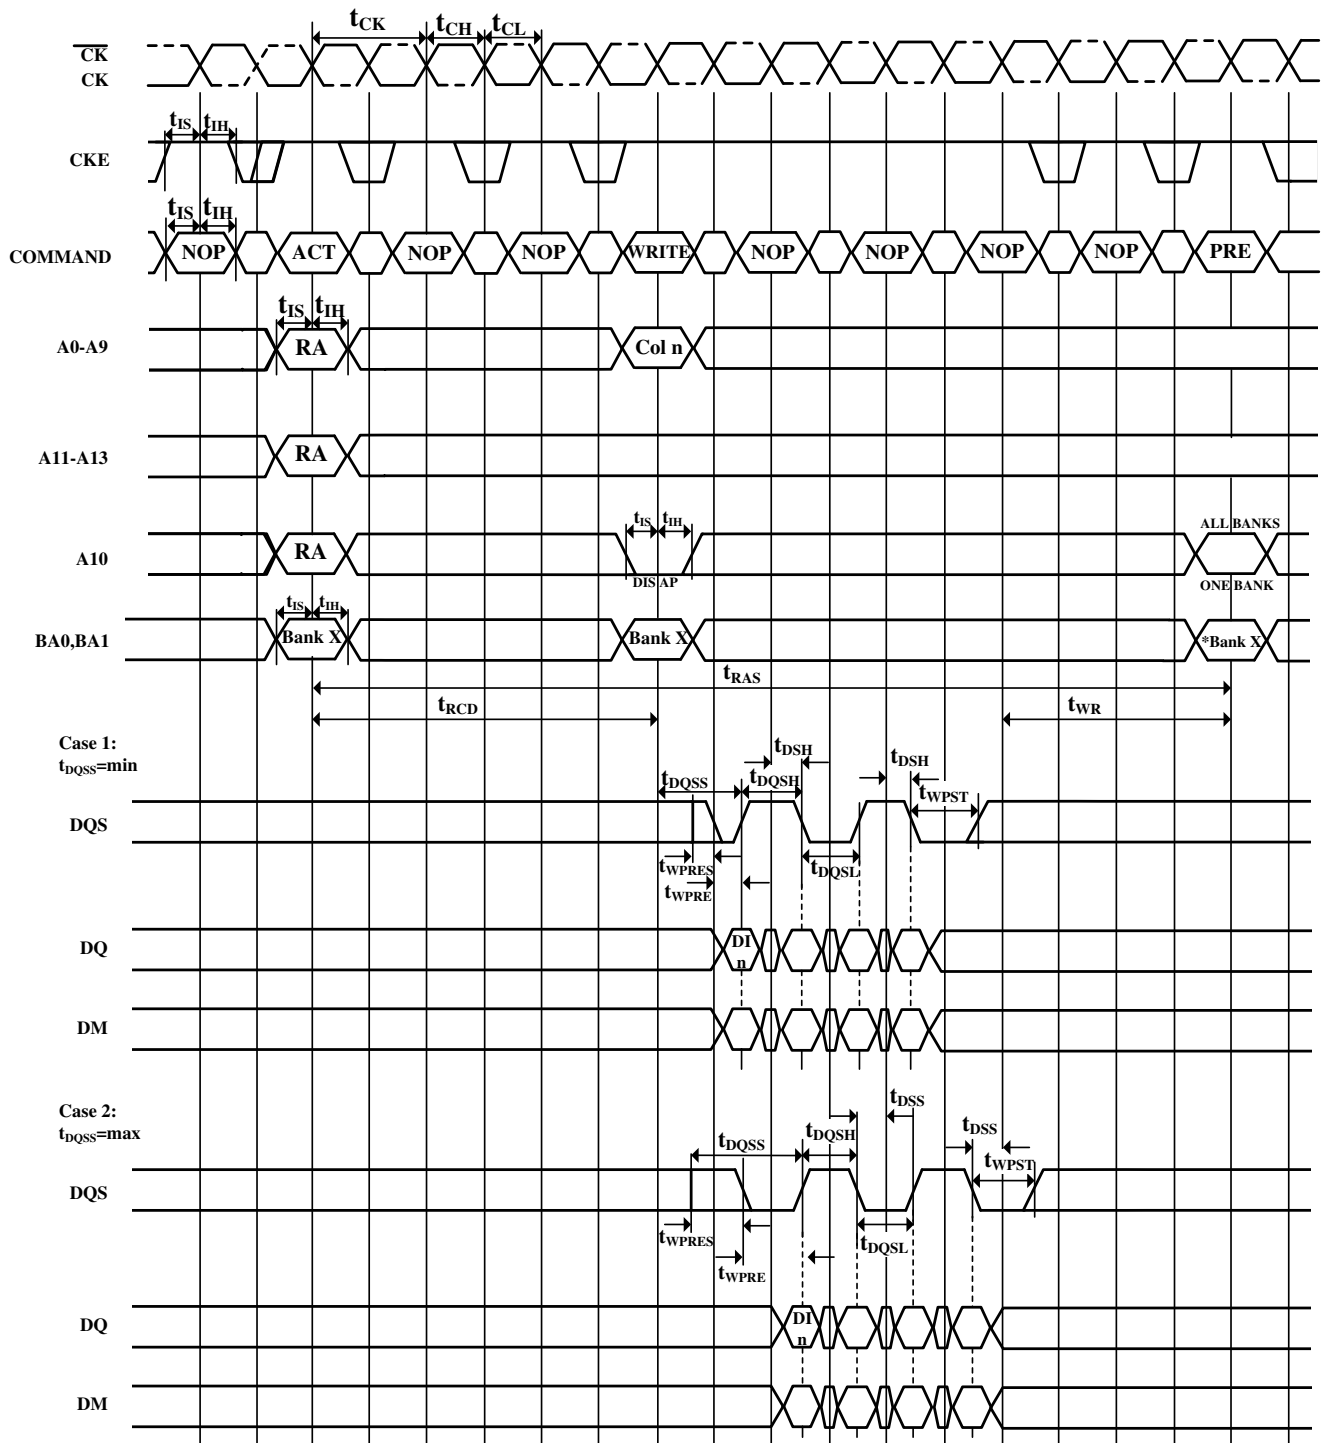 tCK tCH tCL
CK
CK
tIS tIH
CKE
tIS tIH
COMMAND NOP ACT NOP NOP WRITE NOP NOP NOP NOP PRE
tIS tIH
A0-A9 RA Col n
A11-A13 RA
tIS tIH ALL BANKS
A10 RA
DIS AP ONE BANK
tIS tIH
BA0,BA1 Bank X Bank X *Bank X
tRAS
tRCD tWR
Case 1:
tDQSS=min
tDSH tDSH
tDQSS tDQSH tWPST
DQS
tWPRES tDQSL
tWPRE
DQ DI
n
DM
Case 2:
tDQSS=max
tDSS
tDQSS tDQSH tDSS
tWPST
DQS
tWPRES tDQSL
tWPRE
DQ DI
n
DM